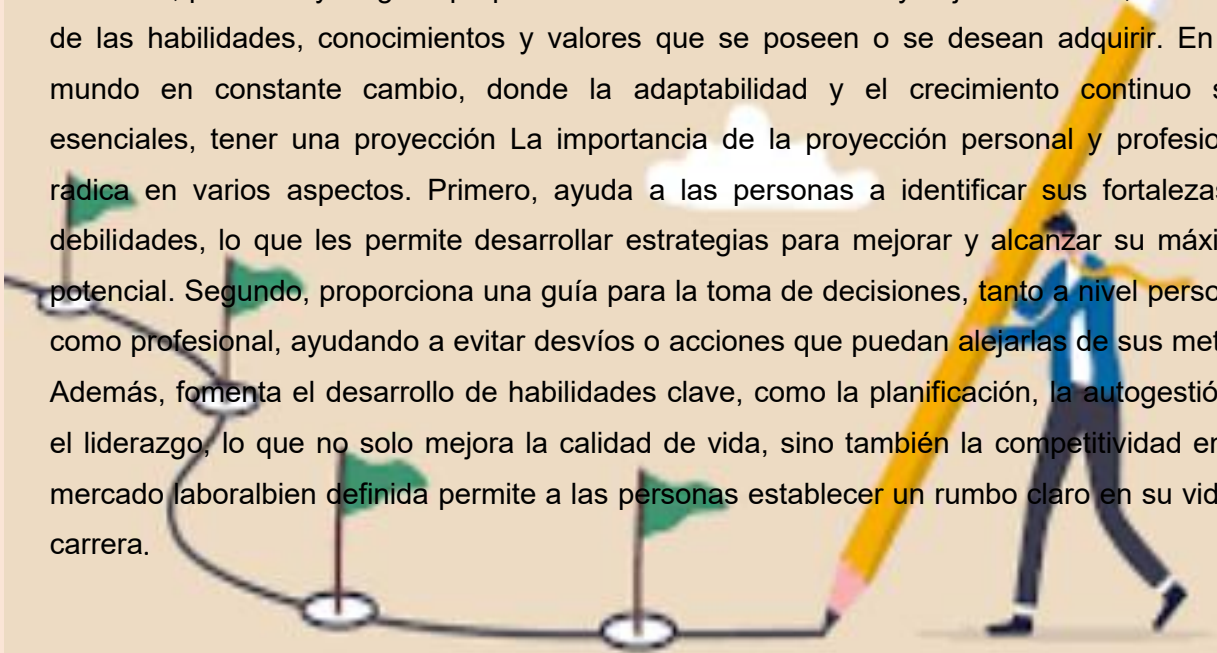 de las habilidades, conocimientos y valores que se poseen o se desean adquirir. En
mundo en constante cambio, donde la adaptabilidad y el crecimiento continuo
esenciales, tener una proyección La importancia de la proyección personal y
radica en varios aspectos. Primero, ayuda a las personas a identificar sus
debilidades, lo que les permite desarrollar estrategias para mejorar y alcanzar su
potencial. Segundo, proporciona una guía para la toma de decisiones, tanto a nivel
como profesional, ayudando a evitar desvíos o acciones que puedan alejarlas de sus
Además, fomenta el desarrollo de habilidades clave, como la planificación, la
el liderazgo, lo que no solo mejora la calidad de vida, sino también la competitividad
mercado laboralbien definida permite a las personas establecer un rumbo claro en su
carrera.